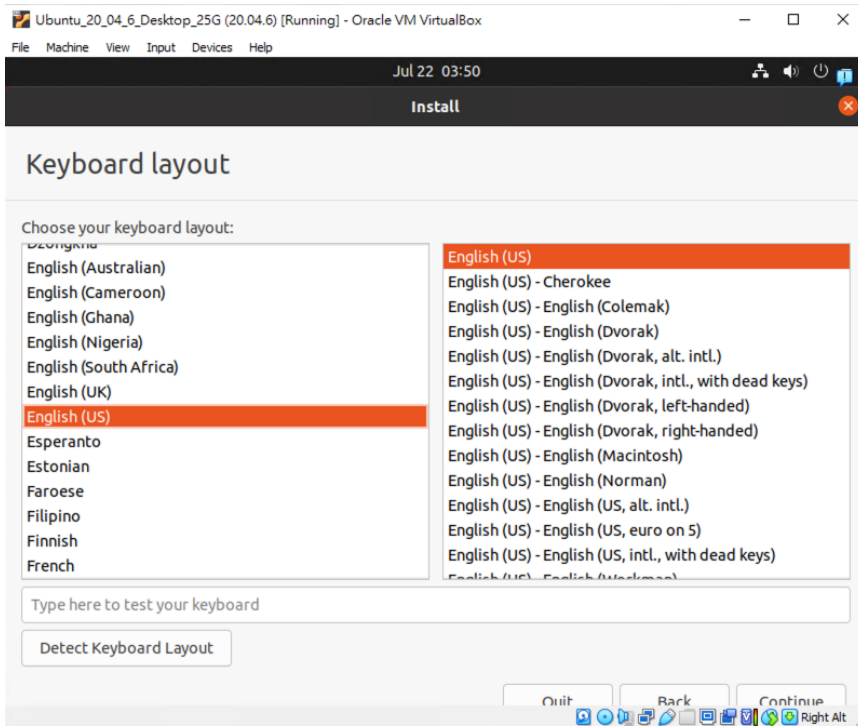 Ubuntu_20_04_6_Desktop_25G (20.04.6) [Running] - Oracle VM VirtualBox
File Machine View Input Devices Help
Jul 22 03:50
Install
Keyboard layout
Choose your keyboard layout:
Dzongkha
English (Australian)
English (Cameroon)
English (Ghana)
English (Nigeria)
English (South Africa)
English (UK)
English (US)
Esperanto
Estonian
Faroese
Filipino
Finnish
French
English (US)
English (US) - Cherokee
English (US) - English (Colemak)
English (US) - English (Dvorak)
English (US) - English (Dvorak, alt. intl.)
English (US) - English (Dvorak, intl., with dead keys)
English (US) - English (Dvorak, left-handed)
English (US) - English (Dvorak, right-handed)
English (US) - English (Macintosh)
English (US) - English (Norman)
English (US) - English (US, alt. intl.)
English (US) - English (US, euro on 5)
English (US) - English (US, intl., with dead keys)
English (US) - English (Workman)
Type here to test your keyboard
Detect Keyboard Layout
Quit Back Continue
Right Alt